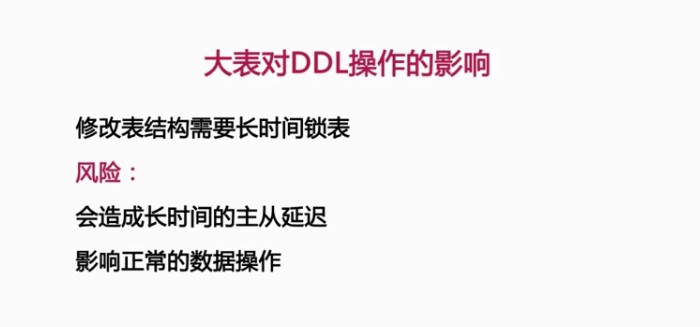 大表对DDL操作的影响
修改表结构需要长时间锁表
风险：
会造成长时间的主从延迟
影响正常的数据操作